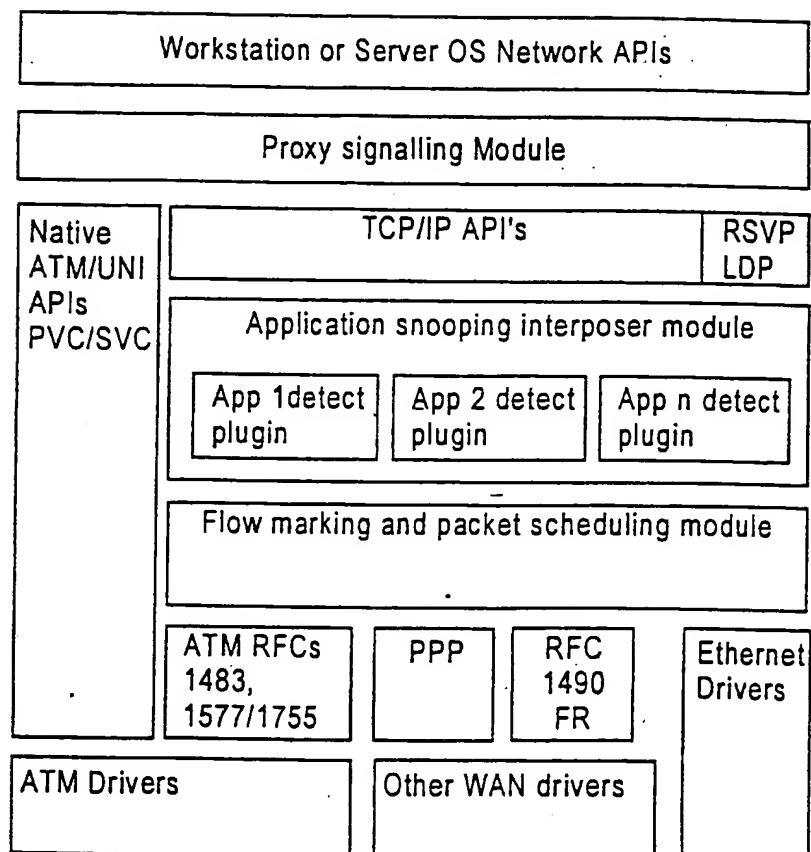 Workstation or Server OS Network APIs
Proxy signalling Module
Native
ATM/UNI
APIs
PVC/SVC
TCP/IP API's
RSVP
LDP
Application snooping interposer module
App 1detect
plugin
App 2 detect
plugin
App n detect
plugin
Flow marking and packet scheduling module
ATM RFCs
1483,
1577/1755
PPP
RFC
1490
FR
Ethernet
Drivers
ATM Drivers
Other WAN drivers